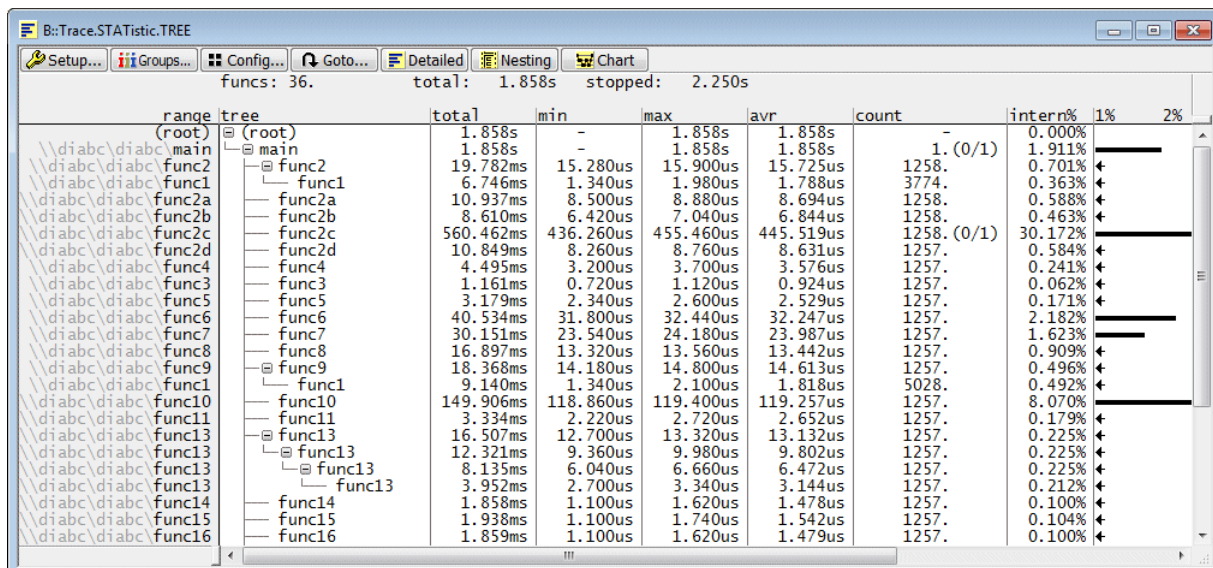 B::Trace.STATistic.TREE
Setup... Groups... Config... Goto... Detailed Nesting Chart
funcs: 36. total: 1.858s stopped: 2.250s
range tree total min max avr count intern% 1% 2%
(root) (root) 1.858s - 1.858s 1.858s - 0.000%
\\diabc\diabc\main main 1.858s - 1.858s 1.858s 1.(0/1) 1.911%
\\diabc\diabc\func2 func2 19.782ms 15.280us 15.900us 15.725us 1258. 0.701%
\\diabc\diabc\func1 func1 6.746ms 1.340us 1.980us 1.788us 3774. 0.363%
\\diabc\diabc\func2a func2a 10.937ms 8.500us 8.880us 8.694us 1258. 0.588%
\\diabc\diabc\func2b func2b 8.610ms 6.420us 7.040us 6.844us 1258. 0.463%
\\diabc\diabc\func2c func2c 560.462ms 436.260us 455.460us 445.519us 1258.(0/1) 30.172%
\\diabc\diabc\func2d func2d 10.849ms 8.260us 8.760us 8.631us 1257. 0.584%
\\diabc\diabc\func4 func4 4.495ms 3.200us 3.700us 3.576us 1257. 0.241%
\\diabc\diabc\func3 func3 1.161ms 0.720us 1.120us 0.924us 1257. 0.062%
\\diabc\diabc\func5 func5 3.179ms 2.340us 2.600us 2.529us 1257. 0.171%
\\diabc\diabc\func6 func6 40.534ms 31.800us 32.440us 32.247us 1257. 2.182%
\\diabc\diabc\func7 func7 30.151ms 23.540us 24.180us 23.987us 1257. 1.623%
\\diabc\diabc\func8 func8 16.897ms 13.320us 13.560us 13.442us 1257. 0.909%
\\diabc\diabc\func9 func9 18.368ms 14.180us 14.800us 14.613us 1257. 0.496%
\\diabc\diabc\func1 func1 9.140ms 1.340us 2.100us 1.818us 5028. 0.492%
\\diabc\diabc\func10 func10 149.906ms 118.860us 119.400us 119.257us 1257. 8.070%
\\diabc\diabc\func11 func11 3.334ms 2.220us 2.720us 2.652us 1257. 0.179%
\\diabc\diabc\func13 func13 16.507ms 12.700us 13.320us 13.132us 1257. 0.225%
\\diabc\diabc\func13 func13 12.321ms 9.360us 9.980us 9.802us 1257. 0.225%
\\diabc\diabc\func13 func13 8.135ms 6.040us 6.660us 6.472us 1257. 0.225%
\\diabc\diabc\func13 func13 3.952ms 2.700us 3.340us 3.144us 1257. 0.212%
\\diabc\diabc\func14 func14 1.858ms 1.100us 1.620us 1.478us 1257. 0.100%
\\diabc\diabc\func15 func15 1.938ms 1.100us 1.740us 1.542us 1257. 0.104%
\\diabc\diabc\func16 func16 1.859ms 1.100us 1.620us 1.479us 1257. 0.100%